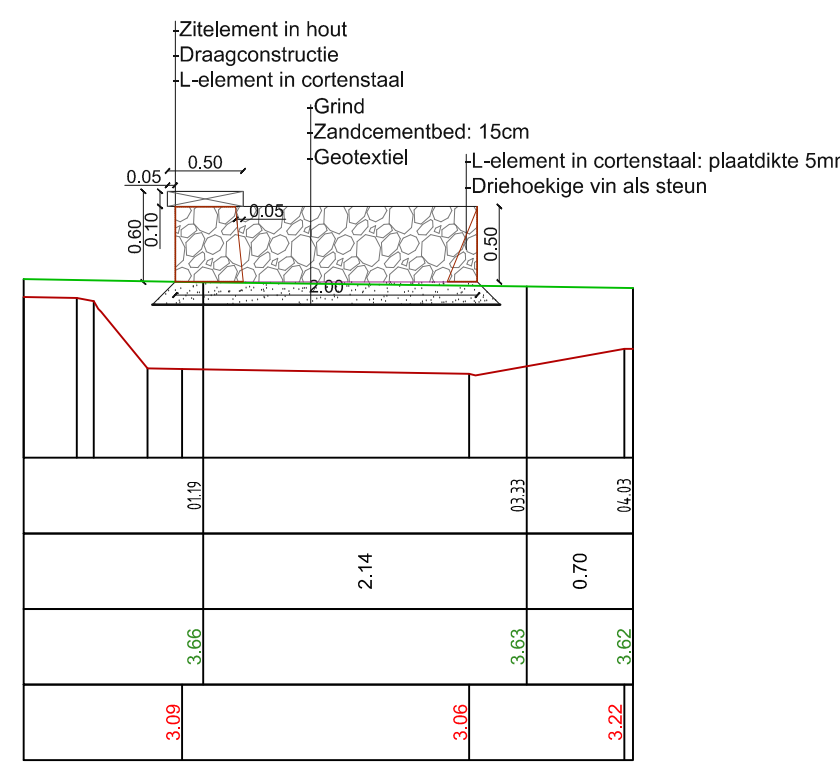 Zitelement in hout
Draagconstructie
L-element in cortenstaal
Grind
Zandcementbed: 15cm
Geotextiel
L-element in cortenstaal: plaatdikte 5mm
Driehoekige vin als steun
0.50
0.05
0.05
0.60
0.10
0.50
2.00
01.19
03.33
04.03
2.14
0.70
3.66
3.63
3.62
3.09
3.06
3.22